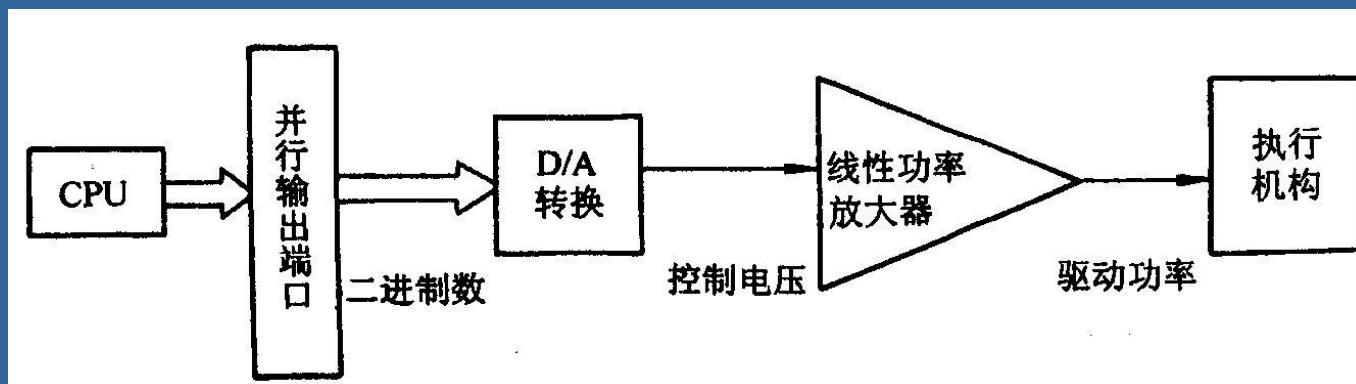 CPU
并行输出端口
二进制数
D/A
转换
控制电压
线性功率
放大器
驱动功率
执行
机构